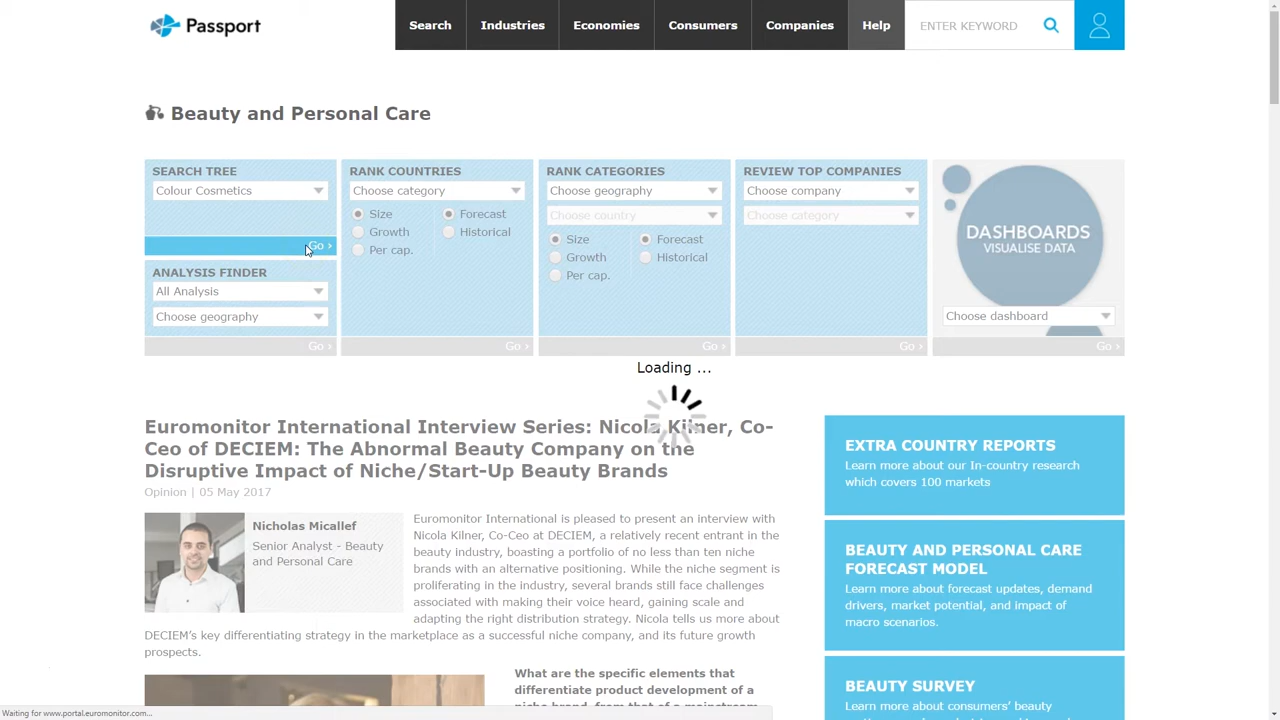 Passport
Search
Industries
Economies
Consumers
Companies
Help
ENTER KEYWORD
Beauty and Personal Care
SEARCH TREE
Colour Cosmetics
Go ›
ANALYSIS FINDER
All Analysis
Choose geography
Go ›
RANK COUNTRIES
Choose category
Size
Forecast
Growth
Historical
Per cap.
Go ›
RANK CATEGORIES
Choose geography
Choose country
Size
Forecast
Growth
Historical
Per cap.
Go ›
REVIEW TOP COMPANIES
Choose company
Choose category
Go ›
DASHBOARDS
VISUALISE DATA
Choose dashboard
Go ›
Loading ...
Euromonitor International Interview Series: Nicola Kilner, Co-
Ceo of DECIEM: The Abnormal Beauty Company on the
Disruptive Impact of Niche/Start-Up Beauty Brands
Opinion | 05 May 2017
Nicholas Micallef
Senior Analyst - Beauty
and Personal Care
Euromonitor International is pleased to present an interview with
Nicola Kilner, Co-Ceo at DECIEM, a relatively recent entrant in the
beauty industry, boasting a portfolio of no less than ten niche
brands with an alternative positioning. While the niche segment is
proliferating in the industry, several brands still face challenges
associated with making their voice heard, gaining scale and
adapting the right distribution strategy. Nicola tells us more about
DECIEM’s key differentiating strategy in the marketplace as a successful niche company, and its future growth
prospects.
What are the specific elements that
differentiate product development of a
niche brand, from that of a mainstream
EXTRA COUNTRY REPORTS
Learn more about our In-country research
which covers 100 markets
BEAUTY AND PERSONAL CARE
FORECAST MODEL
Learn more about forecast updates, demand
drivers, market potential, and impact of
macro scenarios.
BEAUTY SURVEY
Learn more about consumers’ beauty
Waiting for www.portal.euromonitor.com...